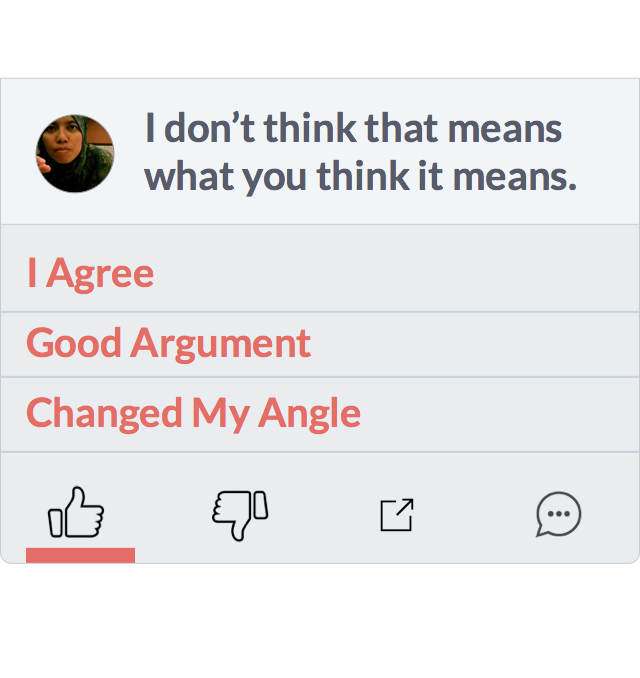 I don’t think that means
what you think it means.
I Agree
Good Argument
Changed My Angle